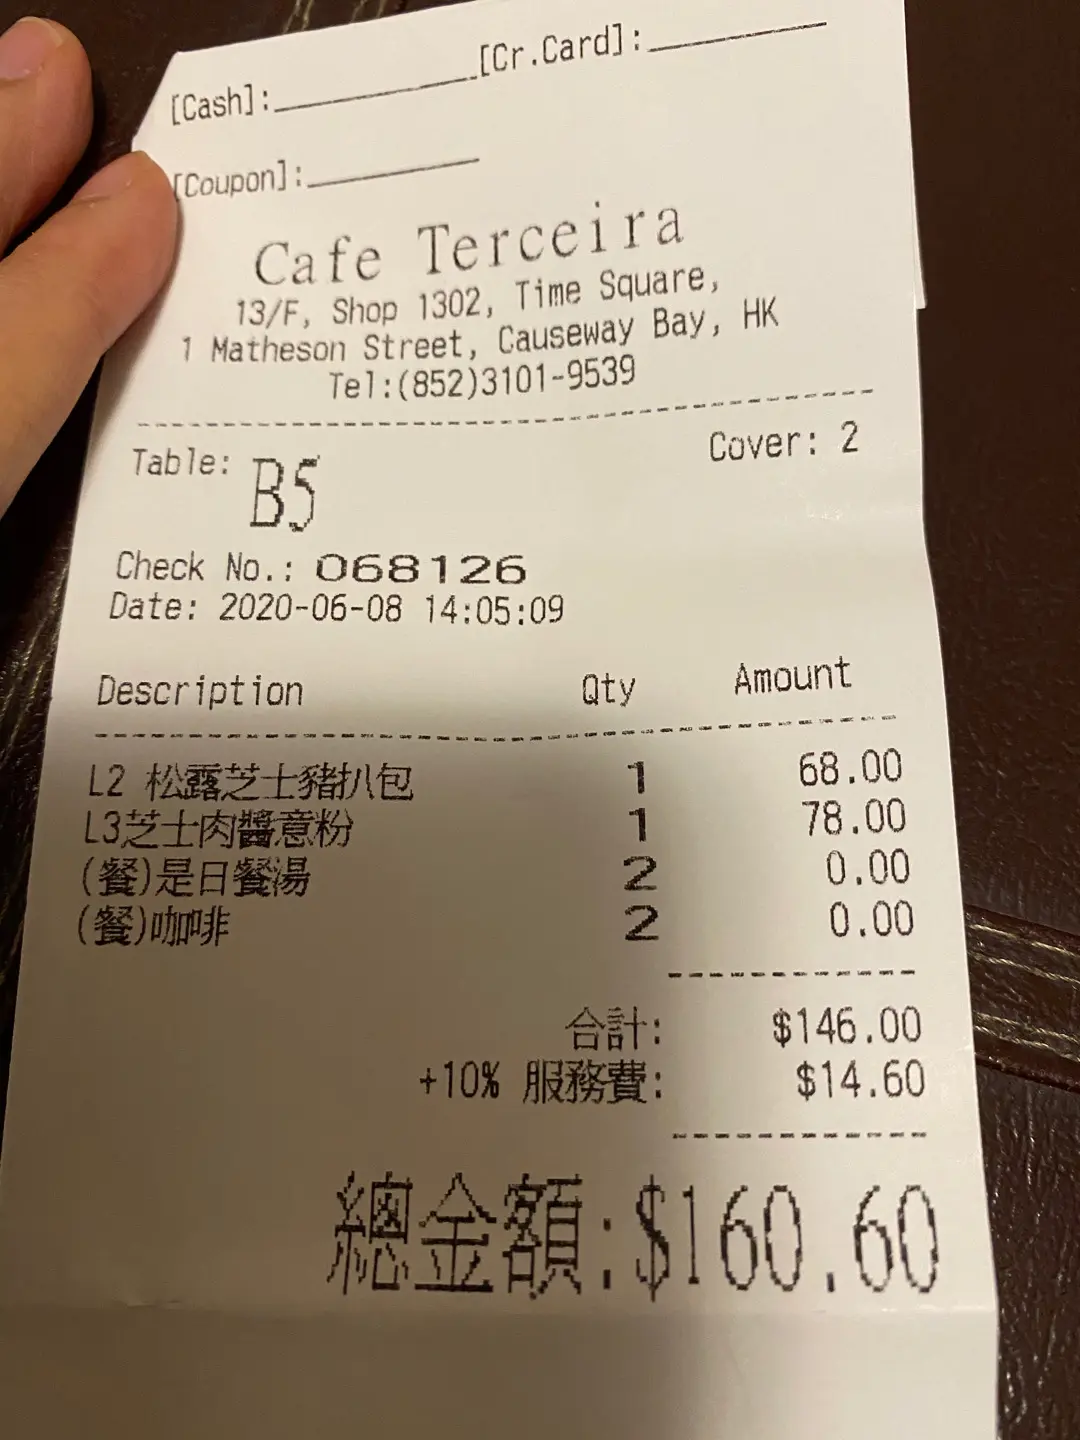 [Cash]:__________ [Cr.Card]:__________
[Coupon]:__________
Cafe Terceira
13/F, Shop 1302, Time Square,
1 Matheson Street, Causeway Bay, HK
Tel:(852)3101-9539
Table: B5 Cover: 2
Check No.: 068126
Date: 2020-06-08 14:05:09
Description Qty Amount
L2 松露芝士豬扒包 1 68.00
L3芝士肉醬意粉 1 78.00
(餐)是日餐湯 2 0.00
(餐)咖啡 2 0.00
合計: $146.00
+10% 服務費: $14.60
總金額:$160.60